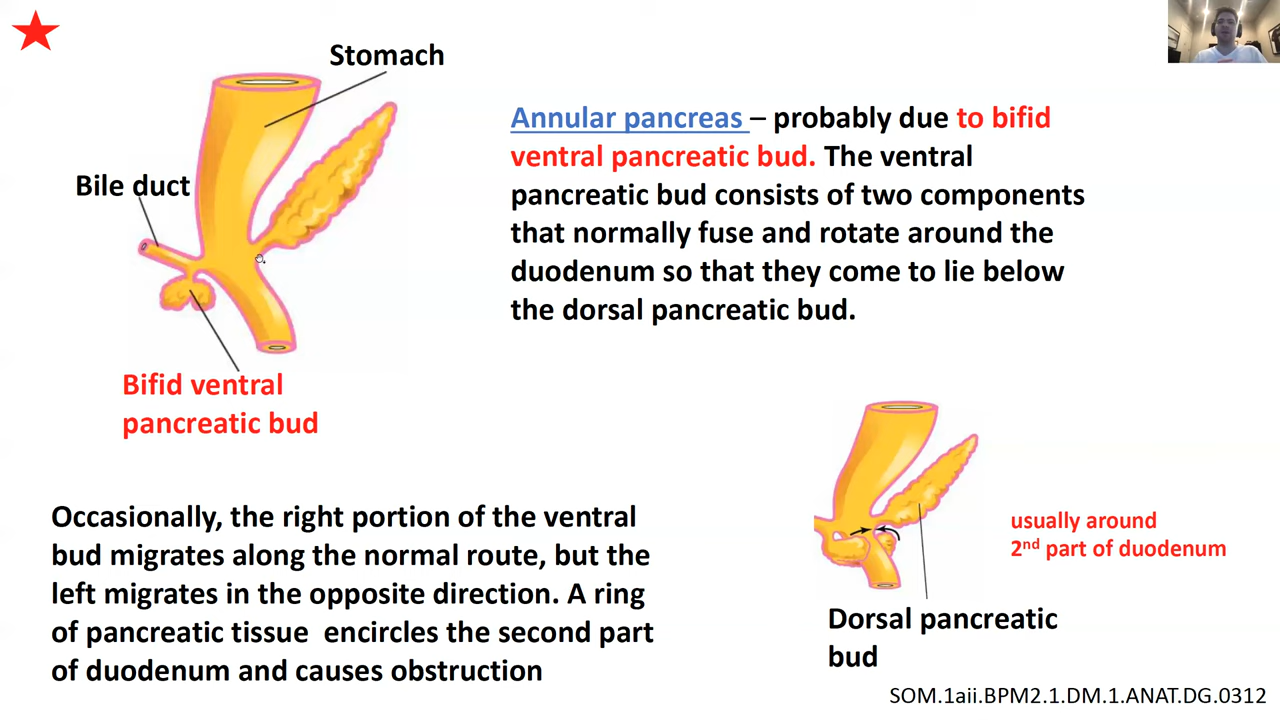 Stomach
Bile duct
Bifid ventral
pancreatic bud
Annular pancreas – probably due to bifid
ventral pancreatic bud. The ventral
pancreatic bud consists of two components
that normally fuse and rotate around the
duodenum so that they come to lie below
the dorsal pancreatic bud.
Occasionally, the right portion of the ventral
bud migrates along the normal route, but the
left migrates in the opposite direction. A ring
of pancreatic tissue encircles the second part
of duodenum and causes obstruction
usually around
2nd part of duodenum
Dorsal pancreatic
bud
SOM.1aii.BPM2.1.DM.1.ANAT.DG.0312